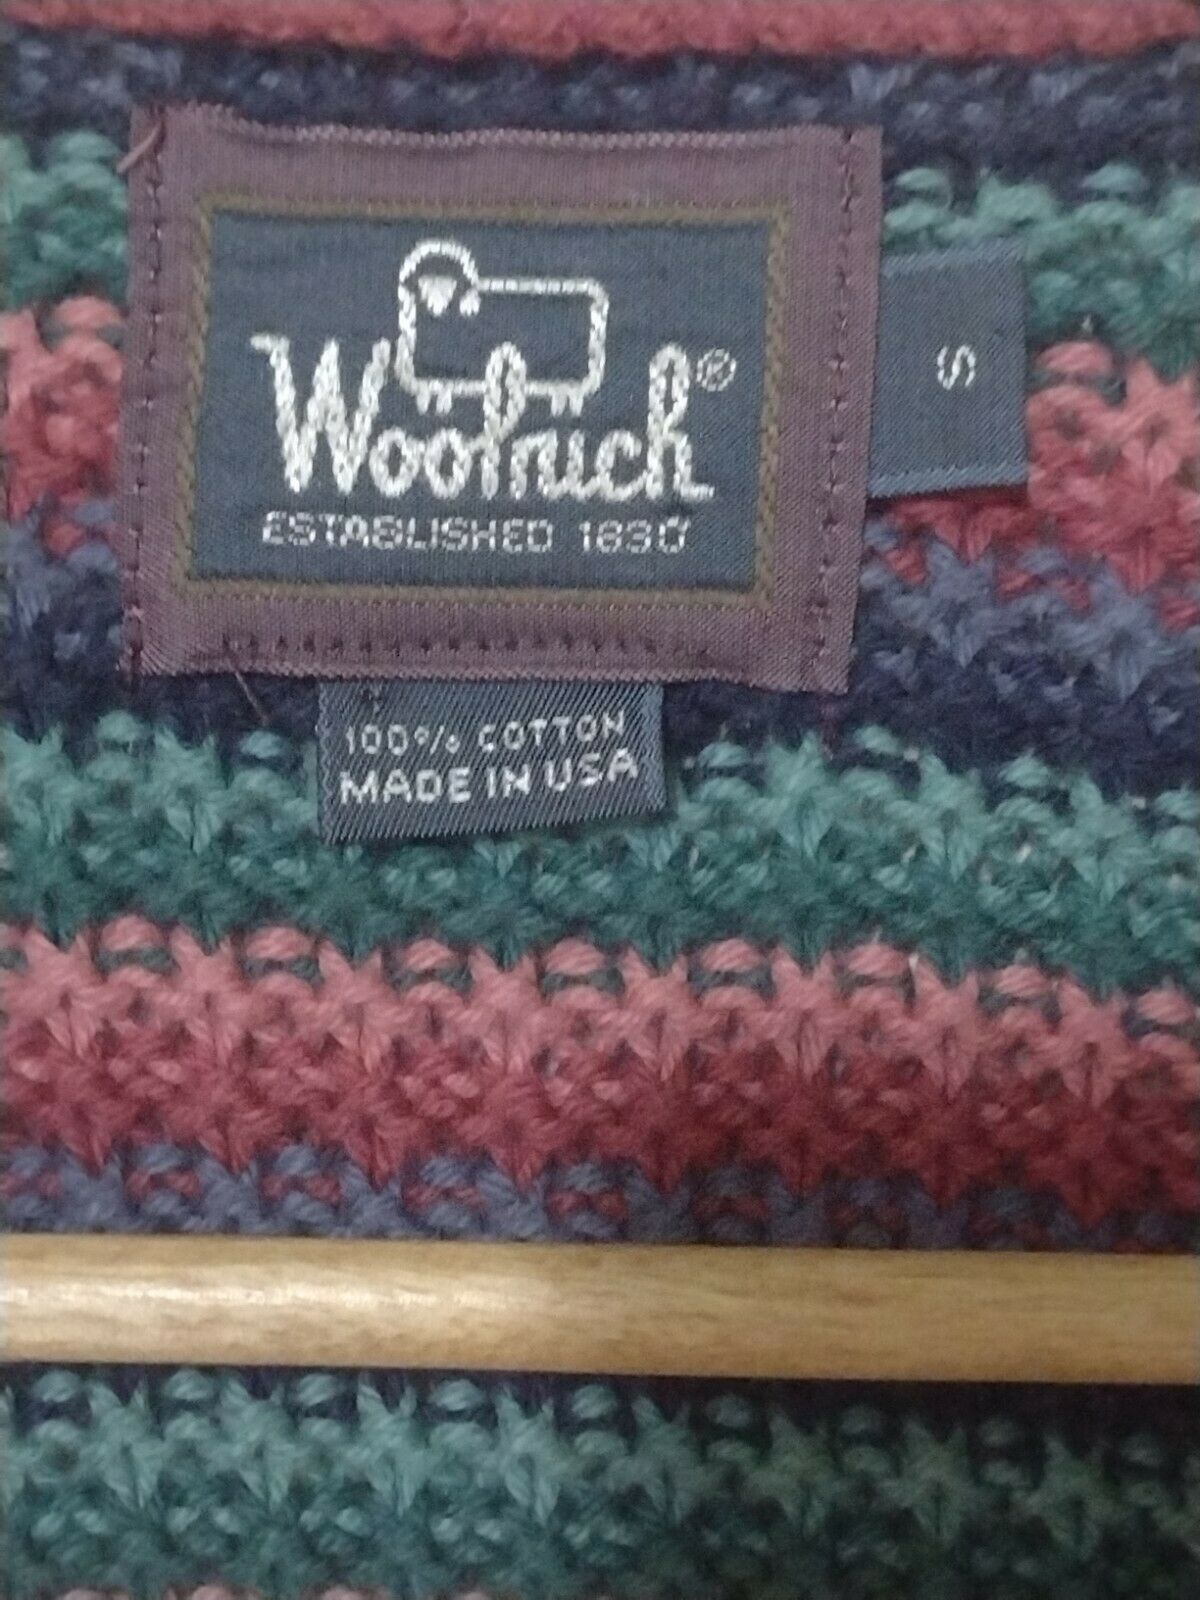 Woolrich®
ESTABLISHED 1830
S
100% COTTON
MADE IN USA